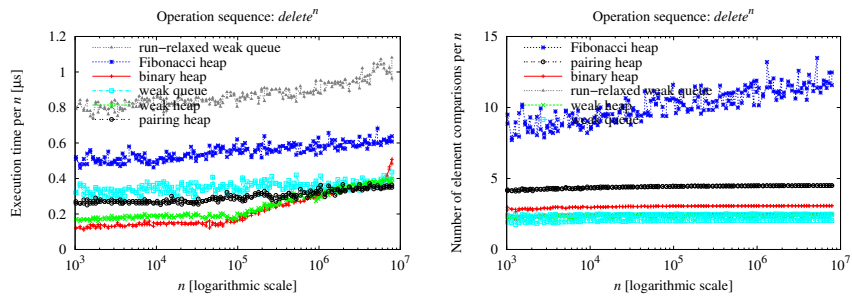 Operation sequence: delete^n
Execution time per n [µs]
1.2
1
0.8
0.6
0.4
0.2
0
run−relaxed weak queue
Fibonacci heap
binary heap
weak queue
weak heap
pairing heap
10^3 10^4 10^5 10^6 10^7
n [logarithmic scale]
Operation sequence: delete^n
Number of element comparisons per n
15
10
5
0
Fibonacci heap
pairing heap
binary heap
run−relaxed weak queue
weak heap
weak queue
10^3 10^4 10^5 10^6 10^7
n [logarithmic scale]